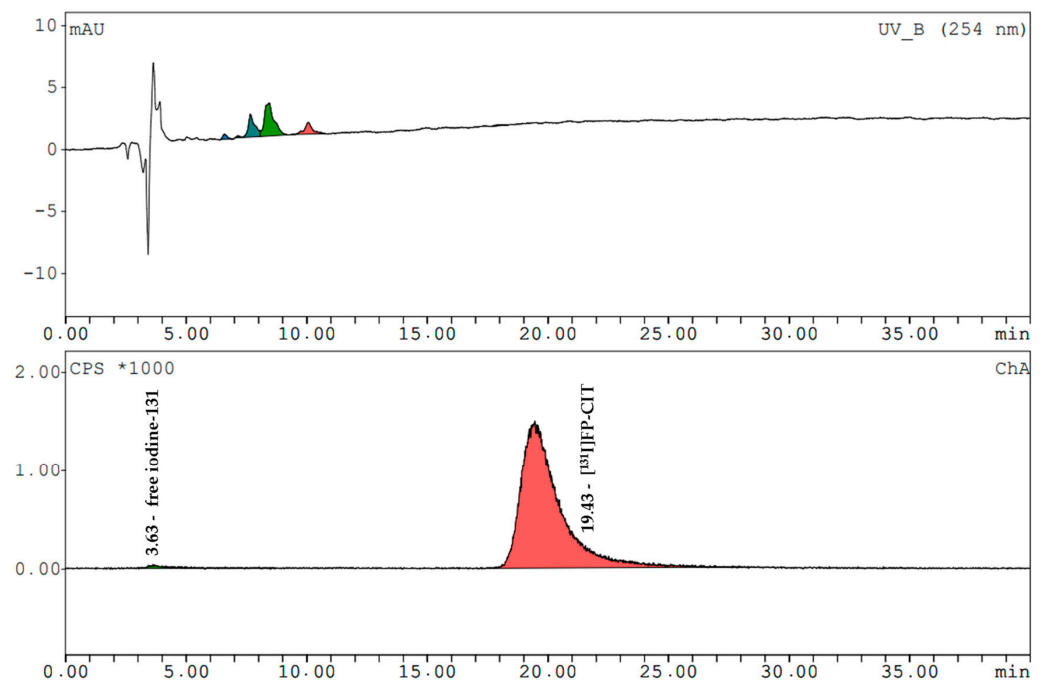 10 mAU UV_B (254 nm)
5
0
−5
−10
0.00 5.00 10.00 15.00 20.00 25.00 30.00 35.00 min
2.00 CPS *1000 ChA
3.63 - free iodine-131
19.43 - [¹³¹I]FP-CIT
1.00
0.00
0.00 5.00 10.00 15.00 20.00 25.00 30.00 35.00 min